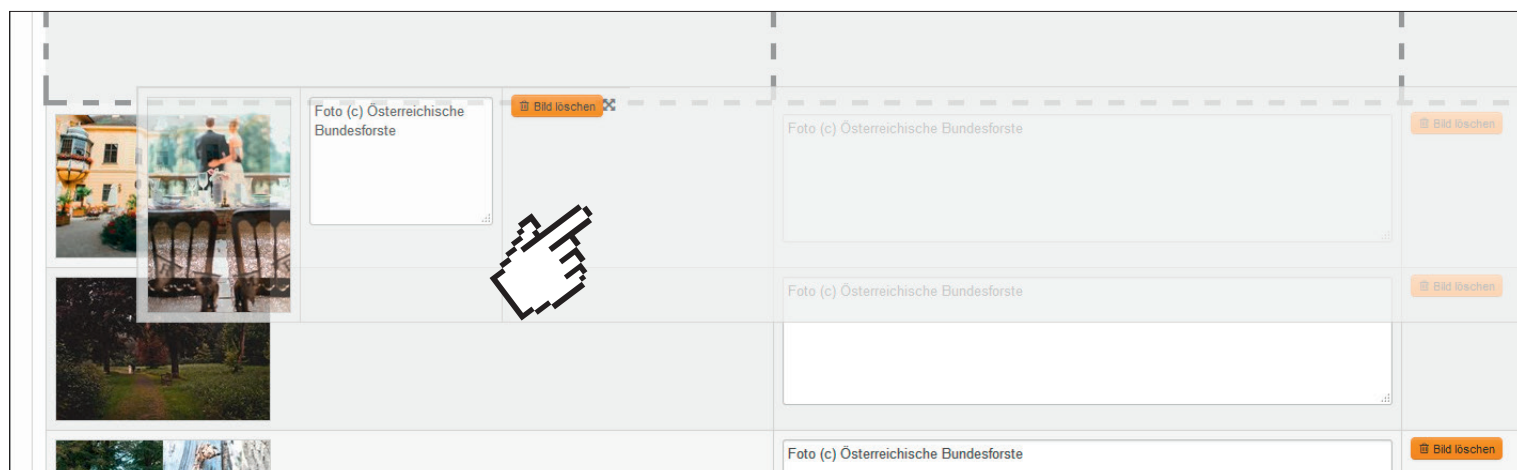 Foto (c) Österreichische
Bundesforste
Bild löschen
Foto (c) Österreichische Bundesforste
Bild löschen
Foto (c) Österreichische Bundesforste
Bild löschen
Foto (c) Österreichische Bundesforste
Bild löschen